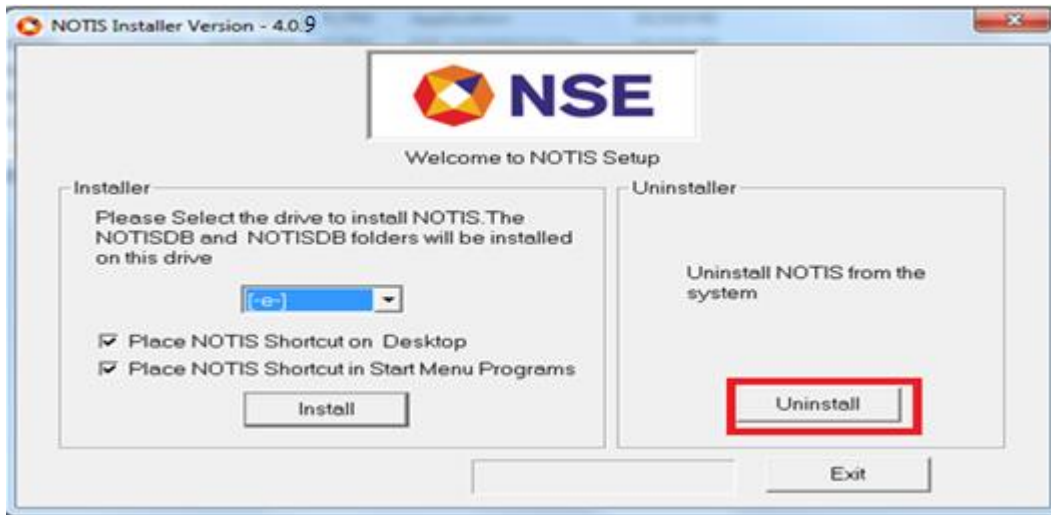 NOTIS Installer Version - 4.0.9
NSE
Welcome to NOTIS Setup
Installer
Please Select the drive to install NOTIS.The
NOTISDB and NOTISDB folders will be installed
on this drive
[-e-]
Place NOTIS Shortcut on Desktop
Place NOTIS Shortcut in Start Menu Programs
Install
Uninstaller
Uninstall NOTIS from the
system
Uninstall
Exit